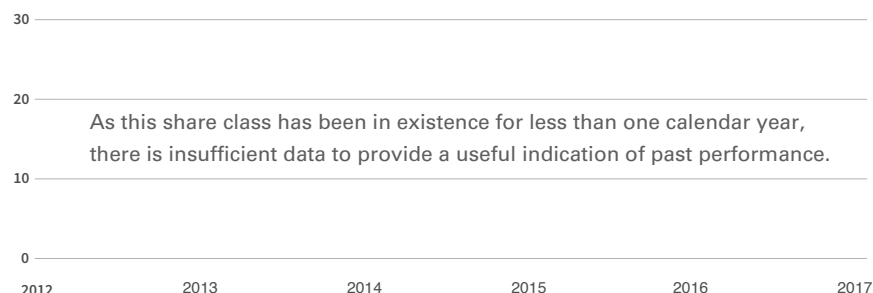 30
20
As this share class has been in existence for less than one calendar year,
there is insufficient data to provide a useful indication of past performance.
10
0
2012 2013 2014 2015 2016 2017